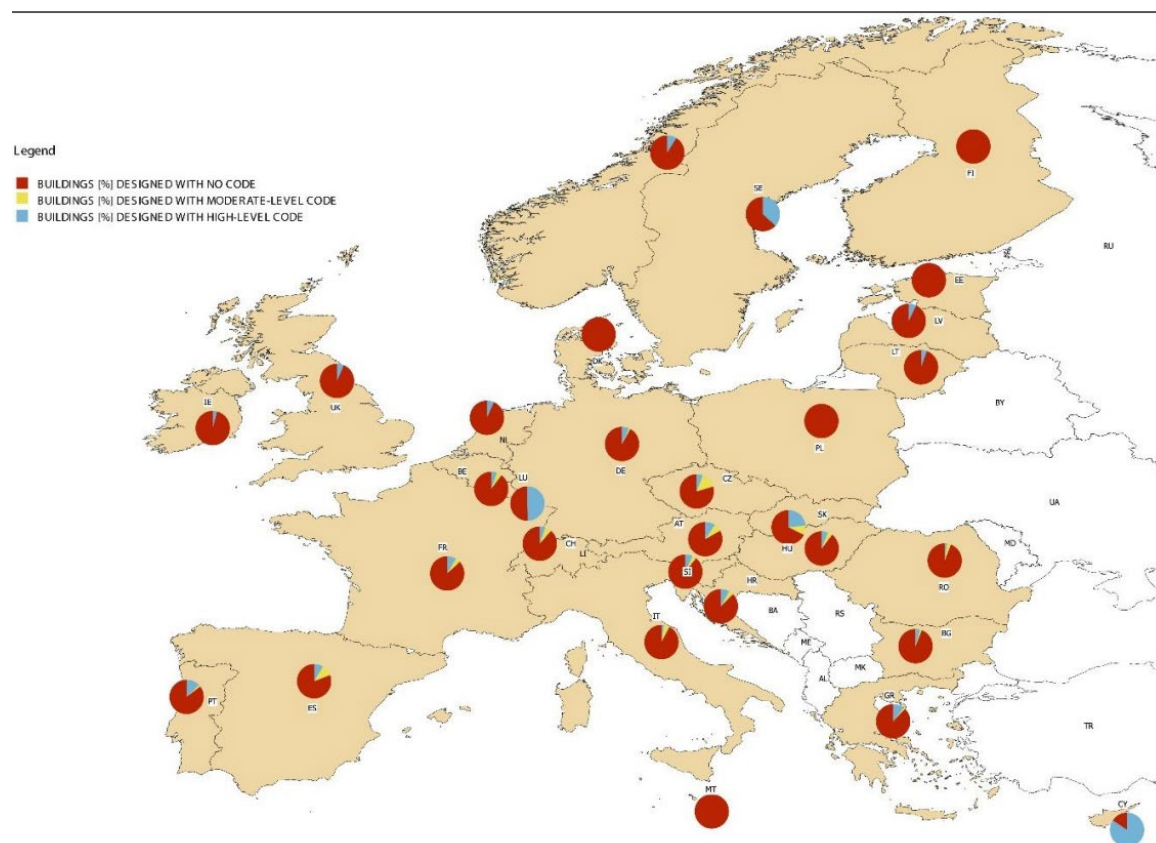 Legend
BUILDINGS [%] DESIGNED WITH NO CODE
BUILDINGS [%] DESIGNED WITH MODERATE-LEVEL CODE
BUILDINGS [%] DESIGNED WITH HIGH-LEVEL CODE
FI
SE
RU
EE
LV
DK
LT
IE
UK
BY
NL
PL
BE
LU
DE
CZ
UA
SK
AT
FR
CH
LI
HU
MD
SI
HR
RO
BA
RS
IT
ME
BG
MK
AL
PT
ES
GR
TR
MT
CY